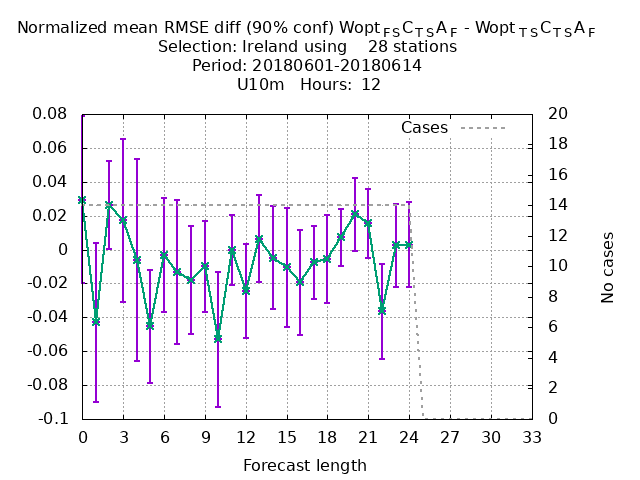 Normalized mean RMSE diff (90% conf) Wopt FS C TS A F - Wopt TS C TS A F
Selection: Ireland using 28 stations
Period: 20180601-20180614
U10m Hours: 12
Cases
0.08
0.06
0.04
0.02
0
-0.02
-0.04
-0.06
-0.08
-0.1
20
18
16
14
12
10
8
6
4
2
0
No cases
0 3 6 9 12 15 18 21 24 27 30 33
Forecast length